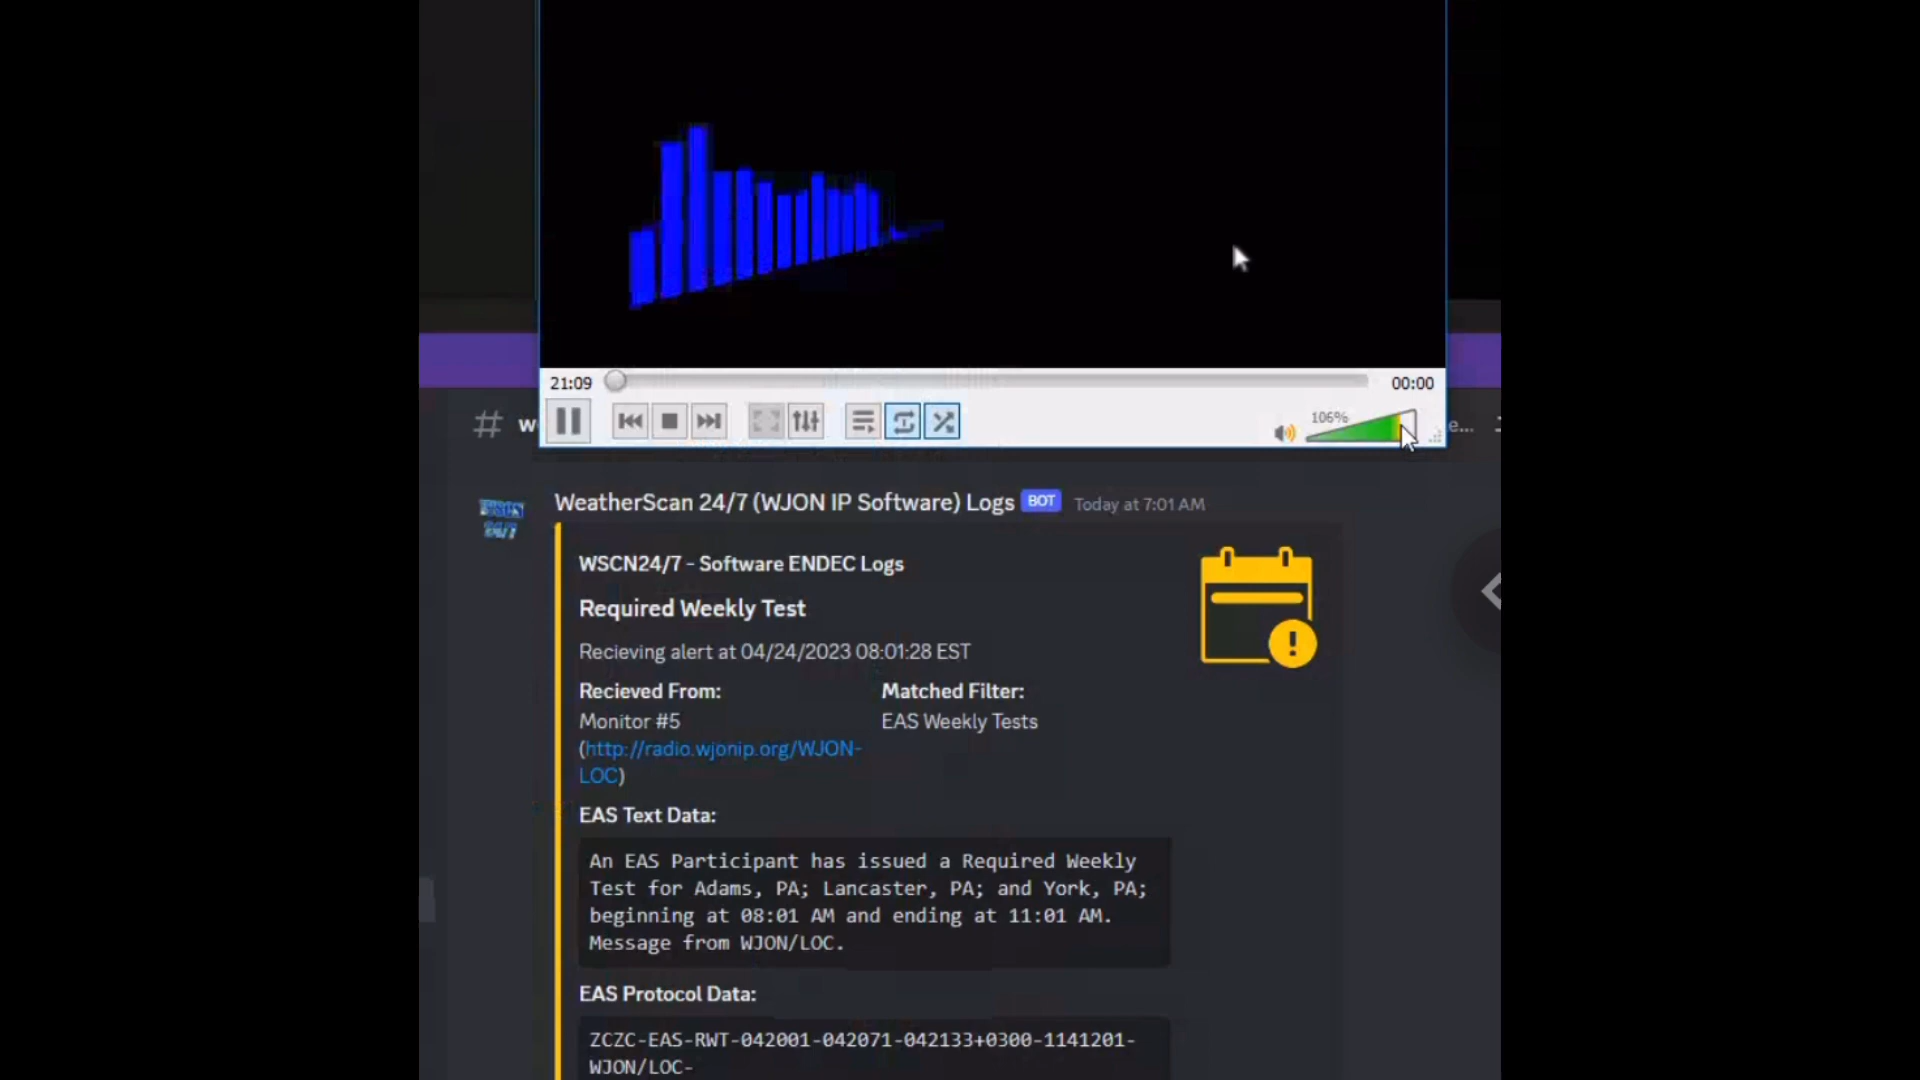 21:09
00:00
106%
# w
e...
WeatherScan 24/7 (WJON IP Software) Logs BOT Today at 7:01 AM
24/7
WSCN24/7 - Software ENDEC Logs
Required Weekly Test
Recieving alert at 04/24/2023 08:01:28 EST
Recieved From: Matched Filter:
Monitor #5 EAS Weekly Tests
(http://radio.wjonip.org/WJON-
LOC)
EAS Text Data:
An EAS Participant has issued a Required Weekly
Test for Adams, PA; Lancaster, PA; and York, PA;
beginning at 08:01 AM and ending at 11:01 AM.
Message from WJON/LOC.
EAS Protocol Data:
ZCZC-EAS-RWT-042001-042071-042133+0300-1141201-
WJON/LOC-